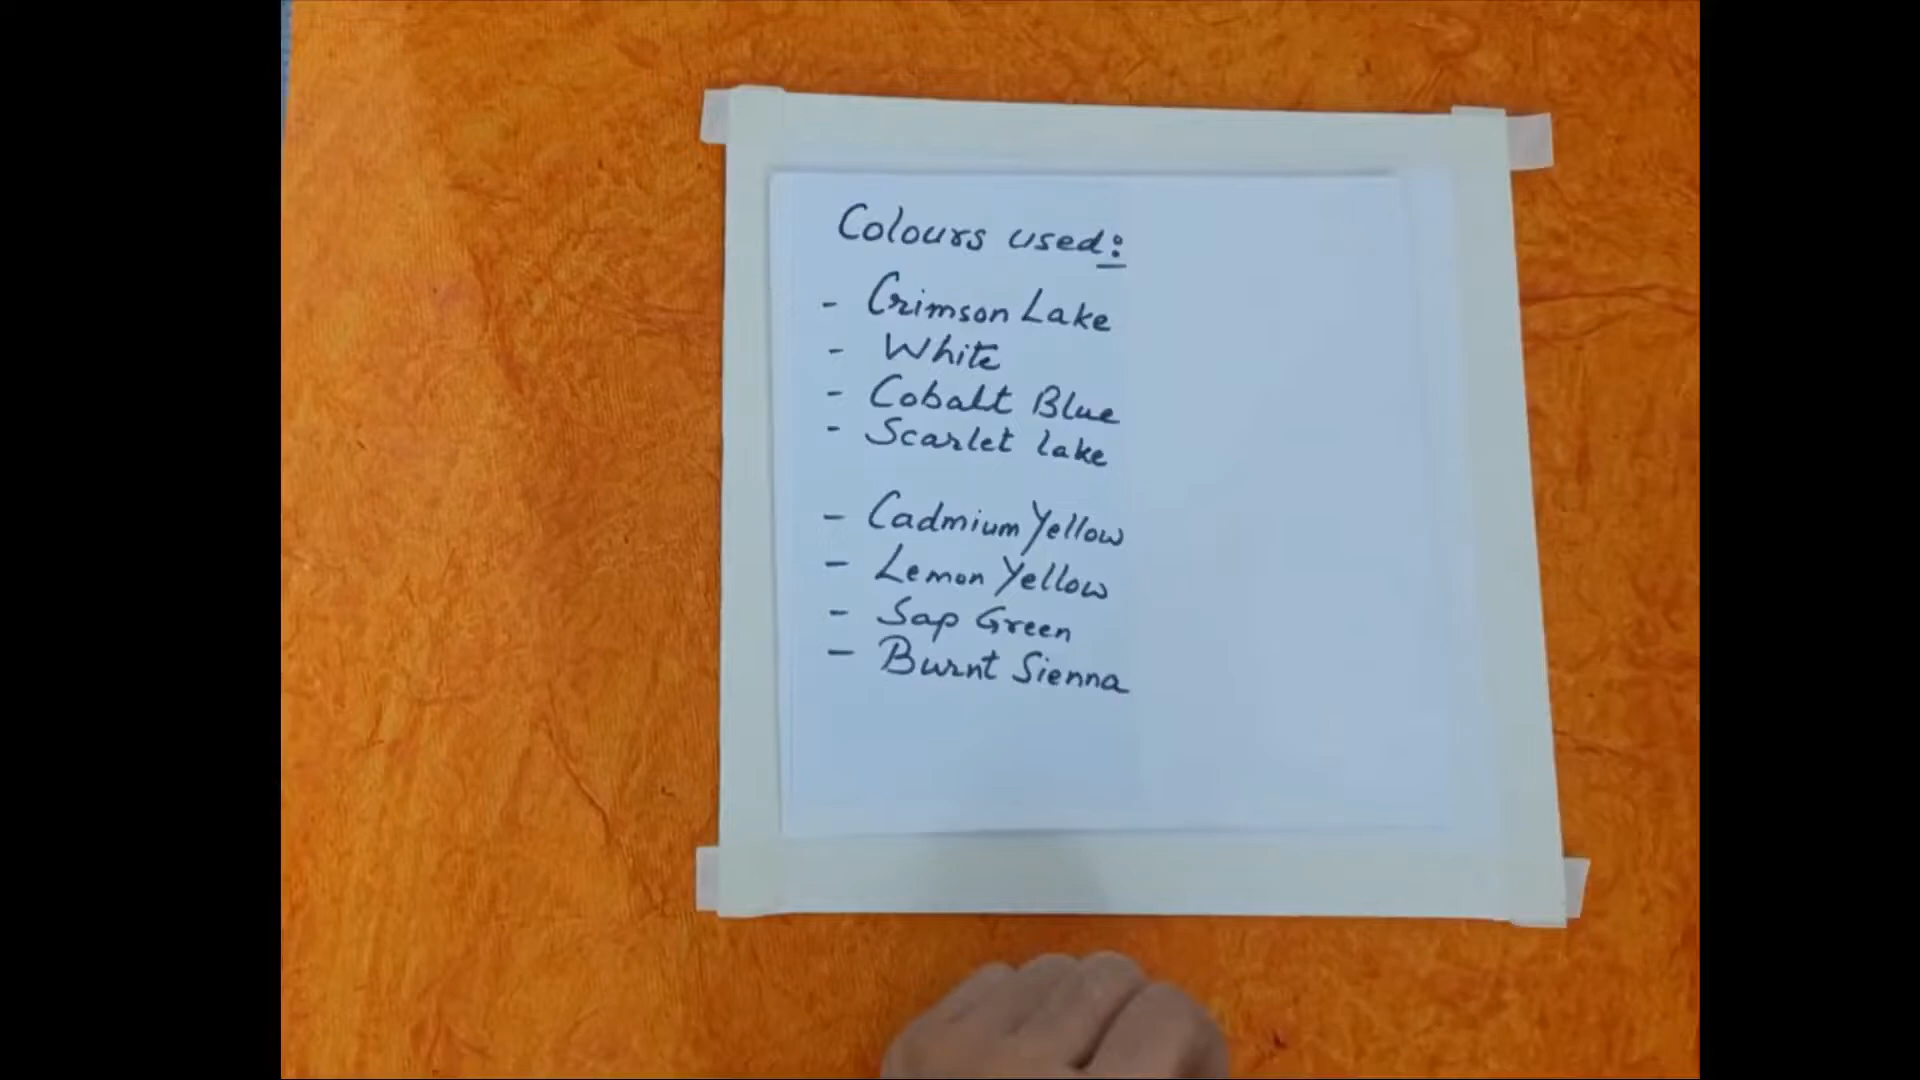 Colours used:
- Crimson Lake
- White
- Cobalt Blue
- Scarlet lake
- Cadmium Yellow
- Lemon Yellow
- Sap Green
- Burnt Sienna